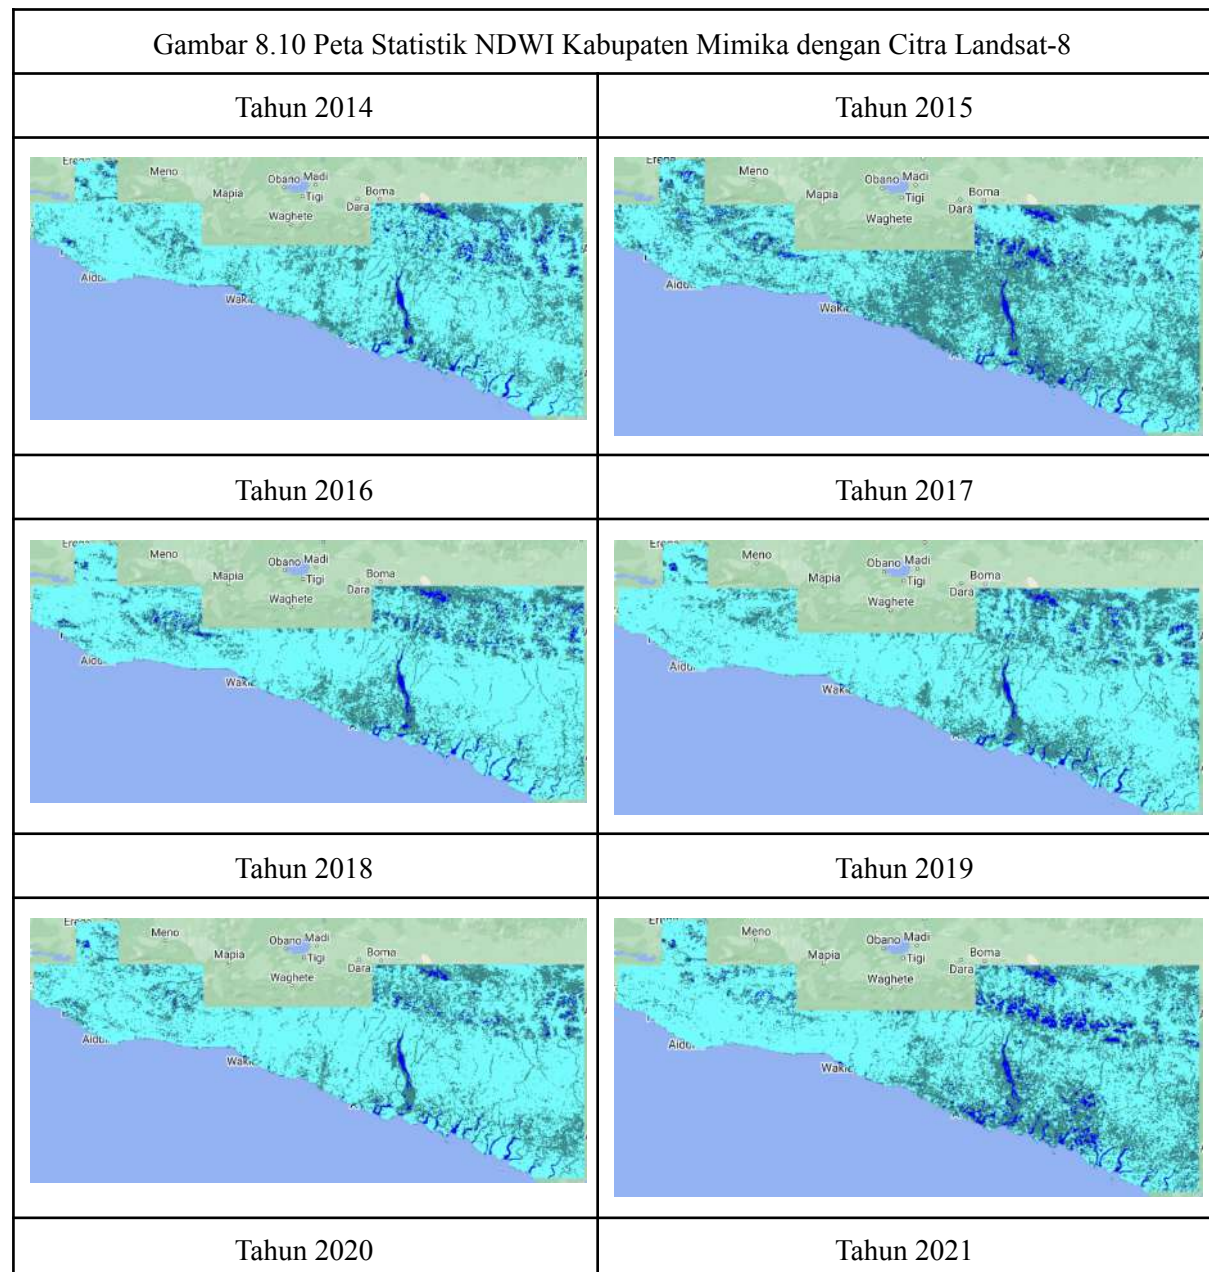 Gambar 8.10 Peta Statistik NDWI Kabupaten Mimika dengan Citra Landsat-8
Tahun 2014
Tahun 2015
Meno
Mapia
Obano
Madi
Tigi
Boma
Dara
Waghete
Meno
Mapia
Obano
Madi
Tigi
Boma
Dara
Waghete
Tahun 2016
Tahun 2017
Meno
Mapia
Obano
Madi
Tigi
Boma
Dara
Waghete
Meno
Mapia
Obano
Madi
Tigi
Boma
Dara
Waghete
Tahun 2018
Tahun 2019
Meno
Mapia
Obano
Madi
Tigi
Boma
Dara
Waghete
Meno
Mapia
Obano
Madi
Tigi
Boma
Dara
Waghete
Tahun 2020
Tahun 2021